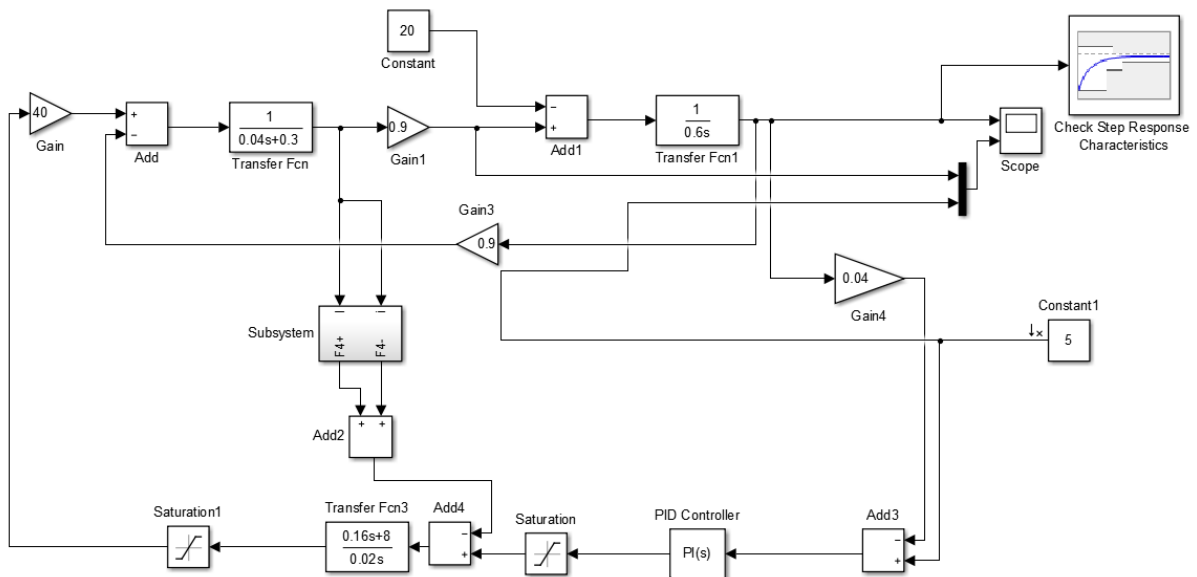 20
Constant
40
Gain
+
−
Add
1
0.04s+0.3
Transfer Fcn
0.9
Gain1
−
+
Add1
1
0.6s
Transfer Fcn1
Check Step Response
Characteristics
Scope
Gain3
0.9
0.04
Gain4
Constant1
5
Subsystem
F4+
F4-
+ +
Add2
Saturation1
Transfer Fcn3
0.16s+8
0.02s
Add4
−
+
Saturation
PID Controller
PI(s)
Add3
−
+